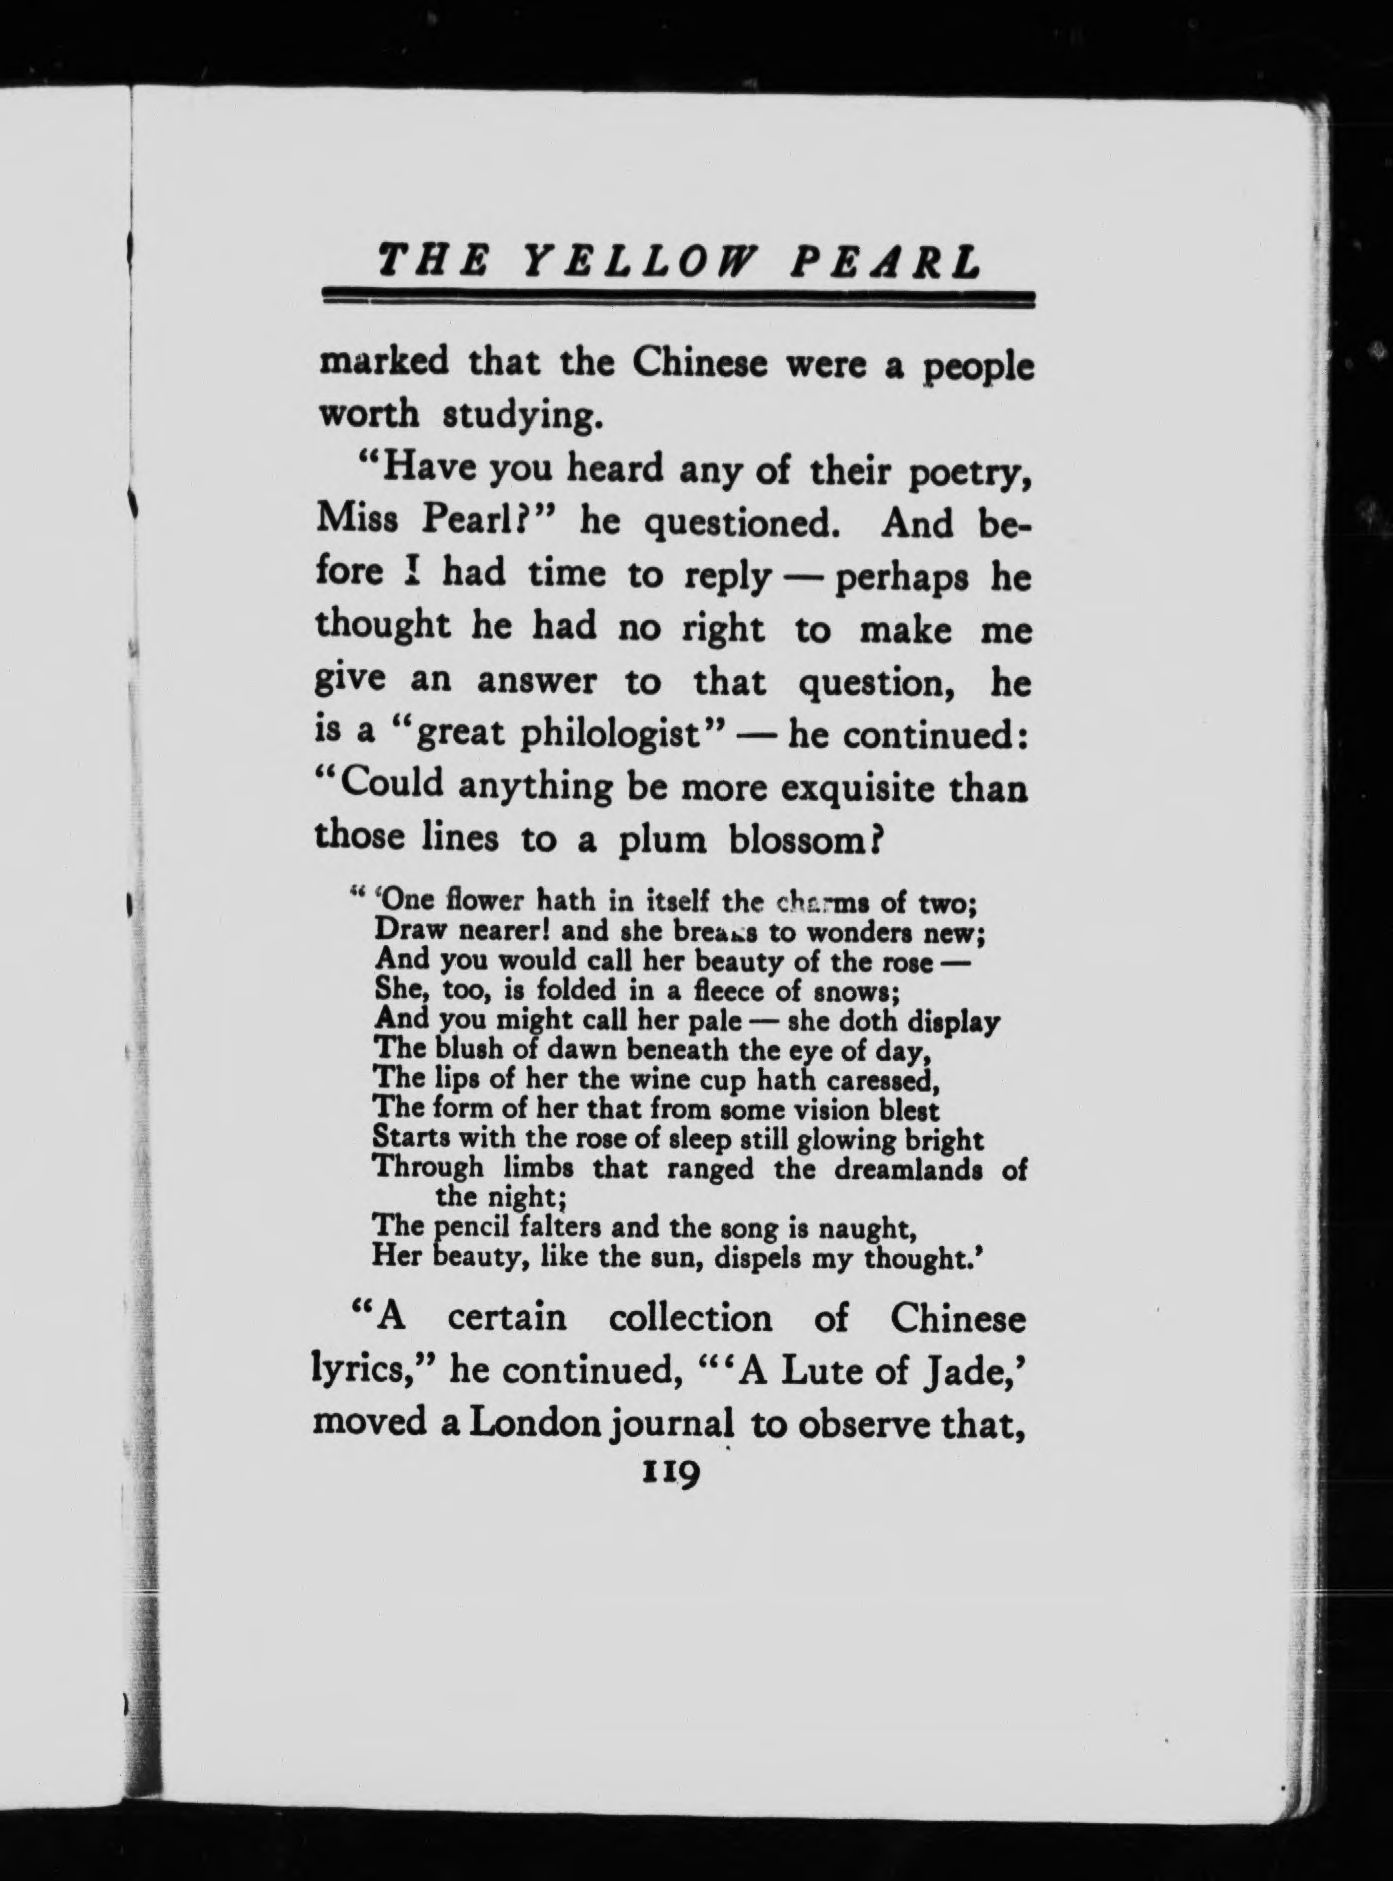 THE YELLOW PEARL
marked that the Chinese were a people
worth studying.
“Have you heard any of their poetry,
Miss Pearl?” he questioned. And be-
fore I had time to reply — perhaps he
thought he had no right to make me
give an answer to that question, he
is a “great philologist” — he continued:
“Could anything be more exquisite than
those lines to a plum blossom?
“ ‘One flower hath in itself the charms of two;
Draw nearer! and she breaks to wonders new;
And you would call her beauty of the rose —
She, too, is folded in a fleece of snows;
And you might call her pale — she doth display
The blush of dawn beneath the eye of day,
The lips of her the wine cup hath caressed,
The form of her that from some vision blest
Starts with the rose of sleep still glowing bright
Through limbs that ranged the dreamlands of
the night;
The pencil falters and the song is naught,
Her beauty, like the sun, dispels my thought.’
“A certain collection of Chinese
lyrics,” he continued, “‘A Lute of Jade,’
moved a London journal to observe that,
119